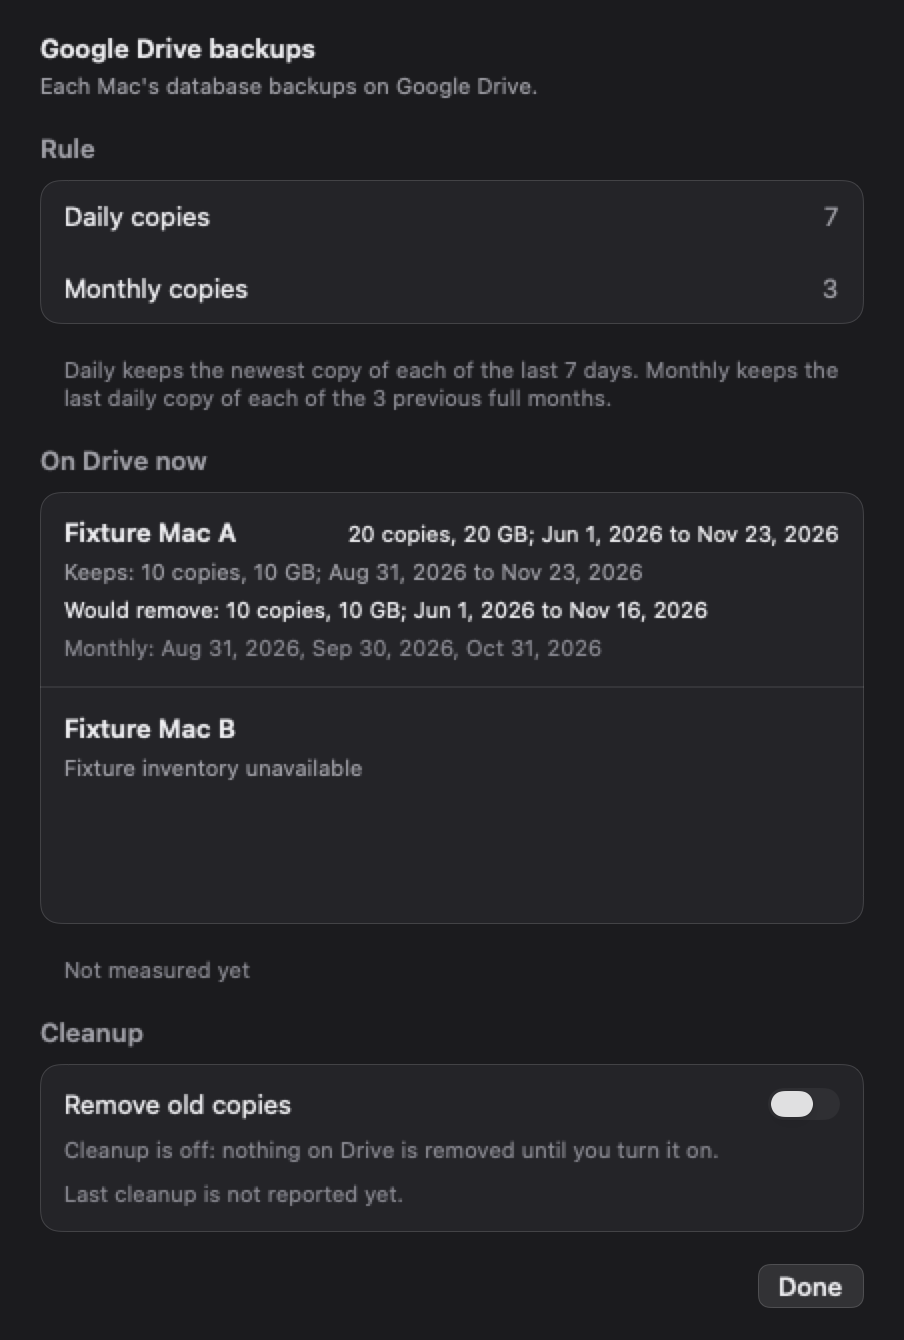 Google Drive backups
Each Mac's database backups on Google Drive.
Rule
Daily copies 7
Monthly copies 3
Daily keeps the newest copy of each of the last 7 days. Monthly keeps the
last daily copy of each of the 3 previous full months.
On Drive now
Fixture Mac A 20 copies, 20 GB; Jun 1, 2026 to Nov 23, 2026
Keeps: 10 copies, 10 GB; Aug 31, 2026 to Nov 23, 2026
Would remove: 10 copies, 10 GB; Jun 1, 2026 to Nov 16, 2026
Monthly: Aug 31, 2026, Sep 30, 2026, Oct 31, 2026
Fixture Mac B
Fixture inventory unavailable
Not measured yet
Cleanup
Remove old copies
Cleanup is off: nothing on Drive is removed until you turn it on.
Last cleanup is not reported yet.
Done